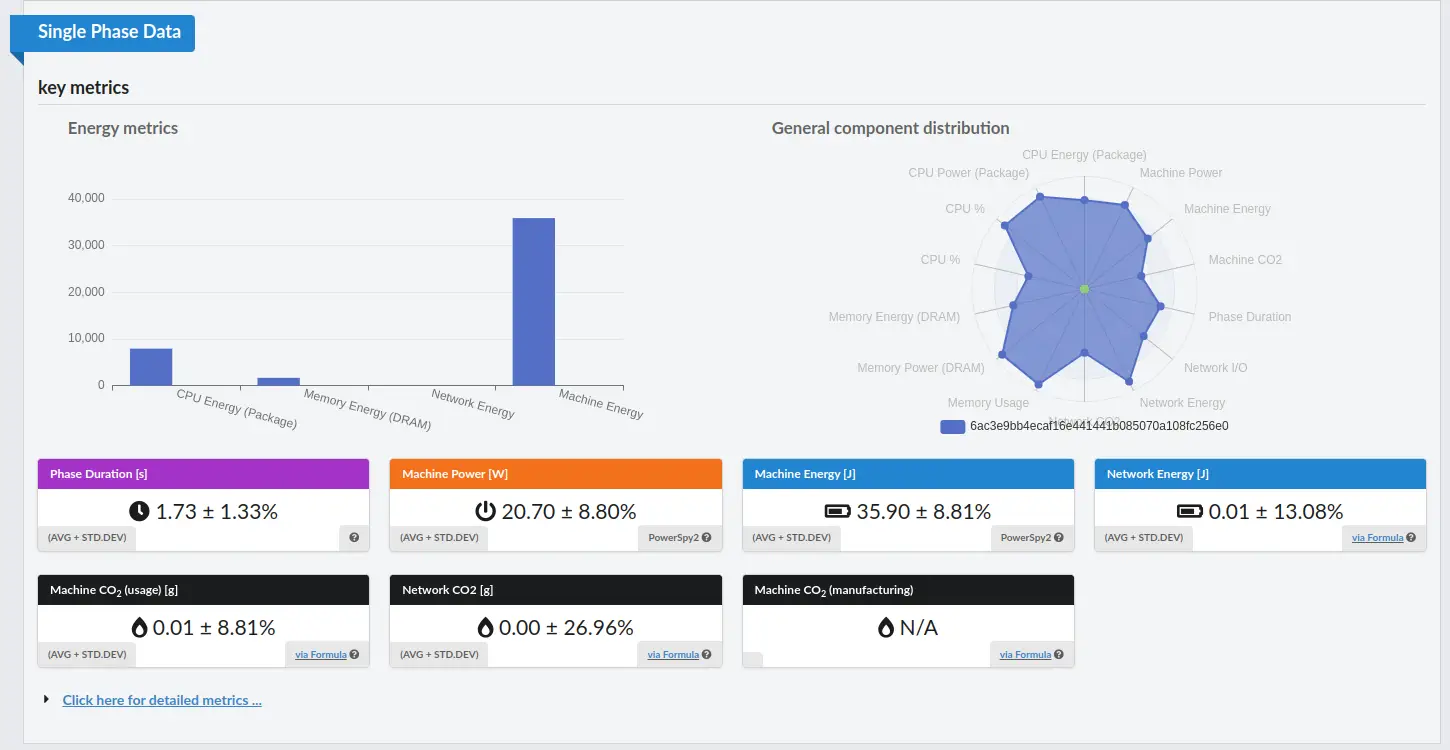 Single Phase Data
key metrics
Energy metrics
40,000
30,000
20,000
10,000
0
CPU Energy (Package)
Memory Energy (DRAM)
Network Energy
Machine Energy
General component distribution
CPU Energy (Package)
CPU Power (Package)
Machine Power
CPU %
Machine Energy
CPU %
Machine CO2
Memory Energy (DRAM)
Phase Duration
Memory Power (DRAM)
Network I/O
Memory Usage
Network Energy
Network CO2
6ac3e9bb4ecaf16e441441b085070a108fc256e0
Phase Duration [s]
1.73 ± 1.33%
(AVG + STD.DEV)
Machine Power [W]
20.70 ± 8.80%
(AVG + STD.DEV)
PowerSpy2
Machine Energy [J]
35.90 ± 8.81%
(AVG + STD.DEV)
PowerSpy2
Network Energy [J]
0.01 ± 13.08%
(AVG + STD.DEV)
via Formula
Machine CO2 (usage) [g]
0.01 ± 8.81%
(AVG + STD.DEV)
via Formula
Network CO2 [g]
0.00 ± 26.96%
(AVG + STD.DEV)
via Formula
Machine CO2 (manufacturing)
N/A
via Formula
Click here for detailed metrics ...